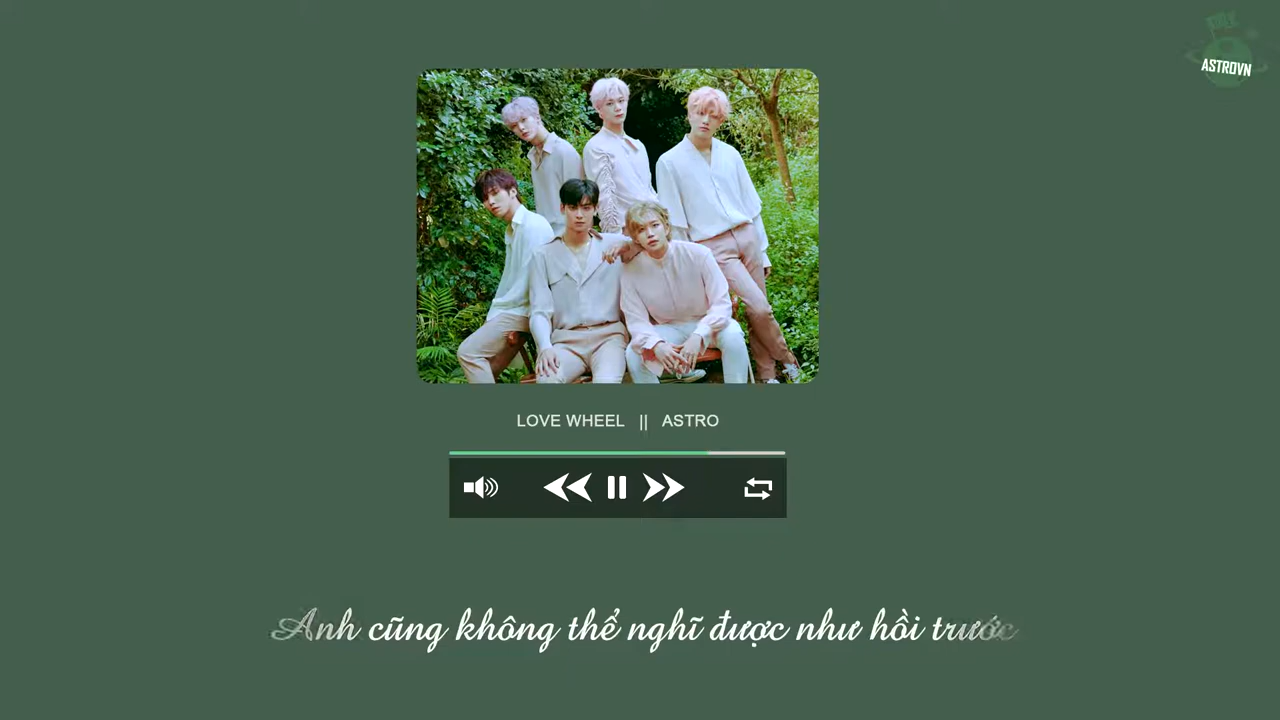 ASTROVN
LOVE WHEEL || ASTRO
Anh cũng không thể nghĩ được như hồi trước